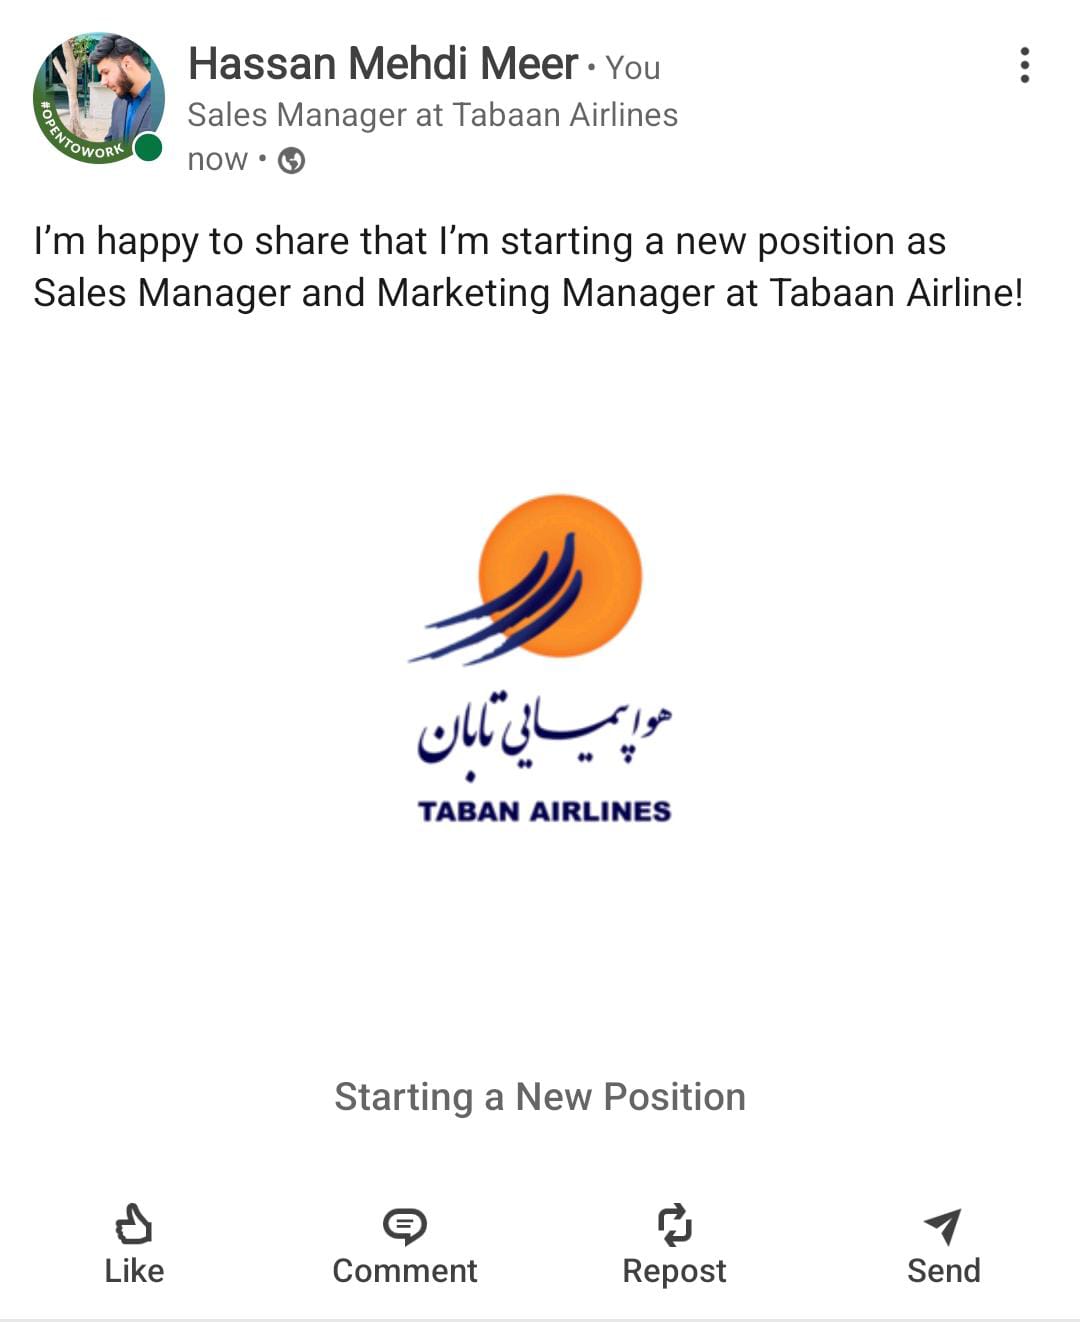 Hassan Mehdi Meer • You
Sales Manager at Tabaan Airlines
now •
#OPENTOWORK
I'm happy to share that I'm starting a new position as
Sales Manager and Marketing Manager at Tabaan Airline!
هواپیمایی تابان
TABAN AIRLINES
Starting a New Position
Like
Comment
Repost
Send